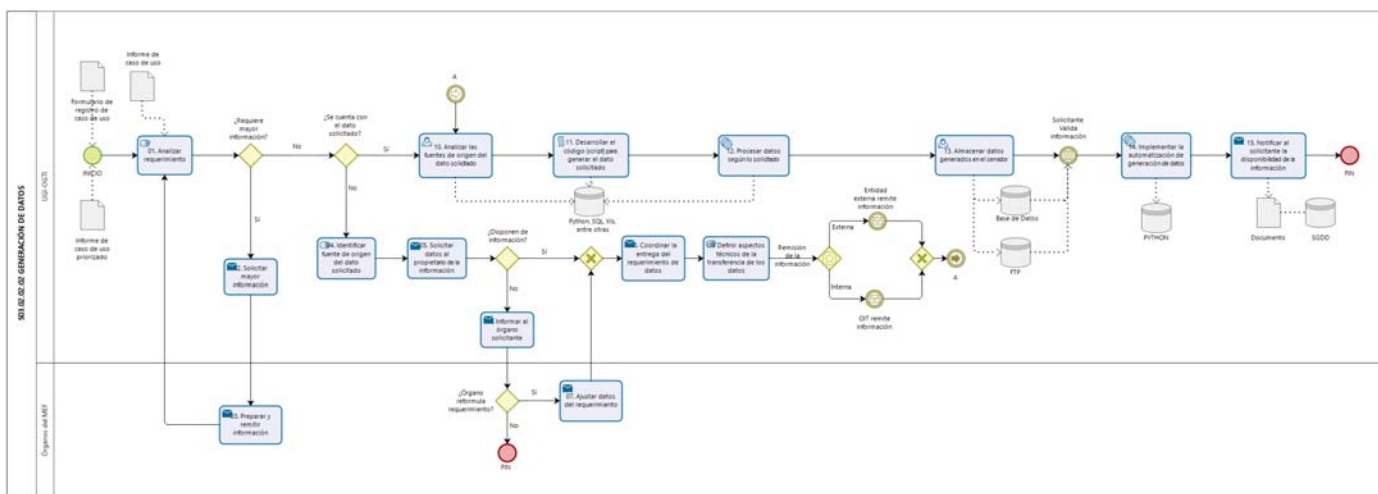 S03.02.02.02 GENERACIÓN DE DATOS
UGI-OGTI
Órganos del MEF
Formulario de
registro de
caso de uso
Informe de
caso de uso
INICIO
Informe de
caso de uso
priorizado
01. Analizar
requerimiento
¿Requiere
mayor
información?
No
Sí
2. Solicitar
mayor
información
03. Preparar y
remitir
información
¿Se cuenta con
el dato
solicitado?
Sí
No
A
10. Analizar las
fuentes de origen del
dato solicitado
11. Desarrollar el
código (script) para
generar el dato
solicitado
12. Procesar datos
según lo solicitado
Python, SQL, Xls,
entre otras
4. Identificar
fuente de origen
del dato
solicitado
05. Solicitar
datos al
propietario de la
información
¿Disponen de
información?
Sí
No
Informar al
órgano
solicitante
¿Órgano
reformula
requerimiento?
Sí
No
FIN
07. Ajustar datos
del requerimiento
Coordinar la
entrega del
requerimiento de
datos
Definir aspectos
técnicos de la
transferencia de los
datos
Remisión
de la
información
Externa
Interna
Entidad
externa remite
información
OIT remite
información
A
13. Almacenar datos
generados en el servidor
Base de Datos
FTP
Solicitante
Valida
información
14. Implementar la
automatización de
generación de datos
PYTHON
15. Notificar al
solicitante la
disponibilidad de la
información
Documento
SGDD
FIN